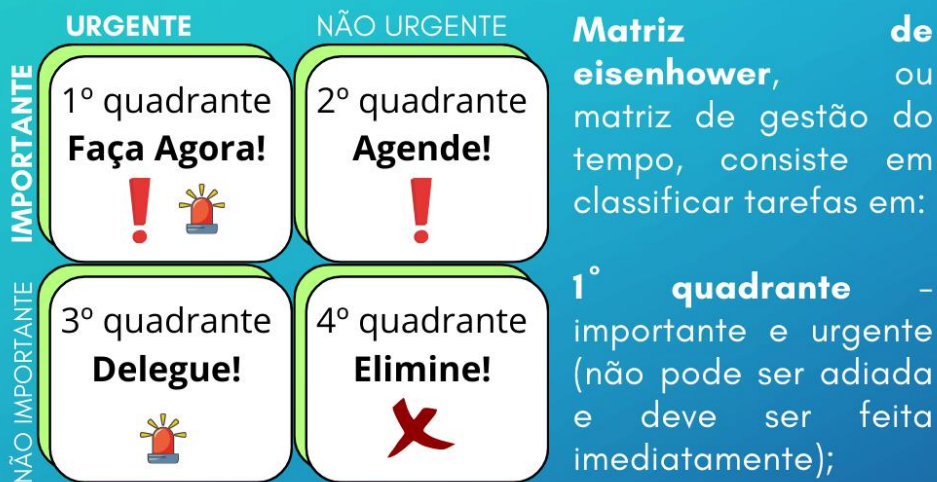 URGENTE
NÃO URGENTE
IMPORTANTE
1º quadrante
Faça Agora!
2º quadrante
Agende!
NÃO IMPORTANTE
3º quadrante
Delegue!
4º quadrante
Elimine!
Matriz de
eisenhower, ou
matriz de gestão do
tempo, consiste em
classificar tarefas em:
1° quadrante -
importante e urgente
(não pode ser adiada
e deve ser feita
imediatamente);